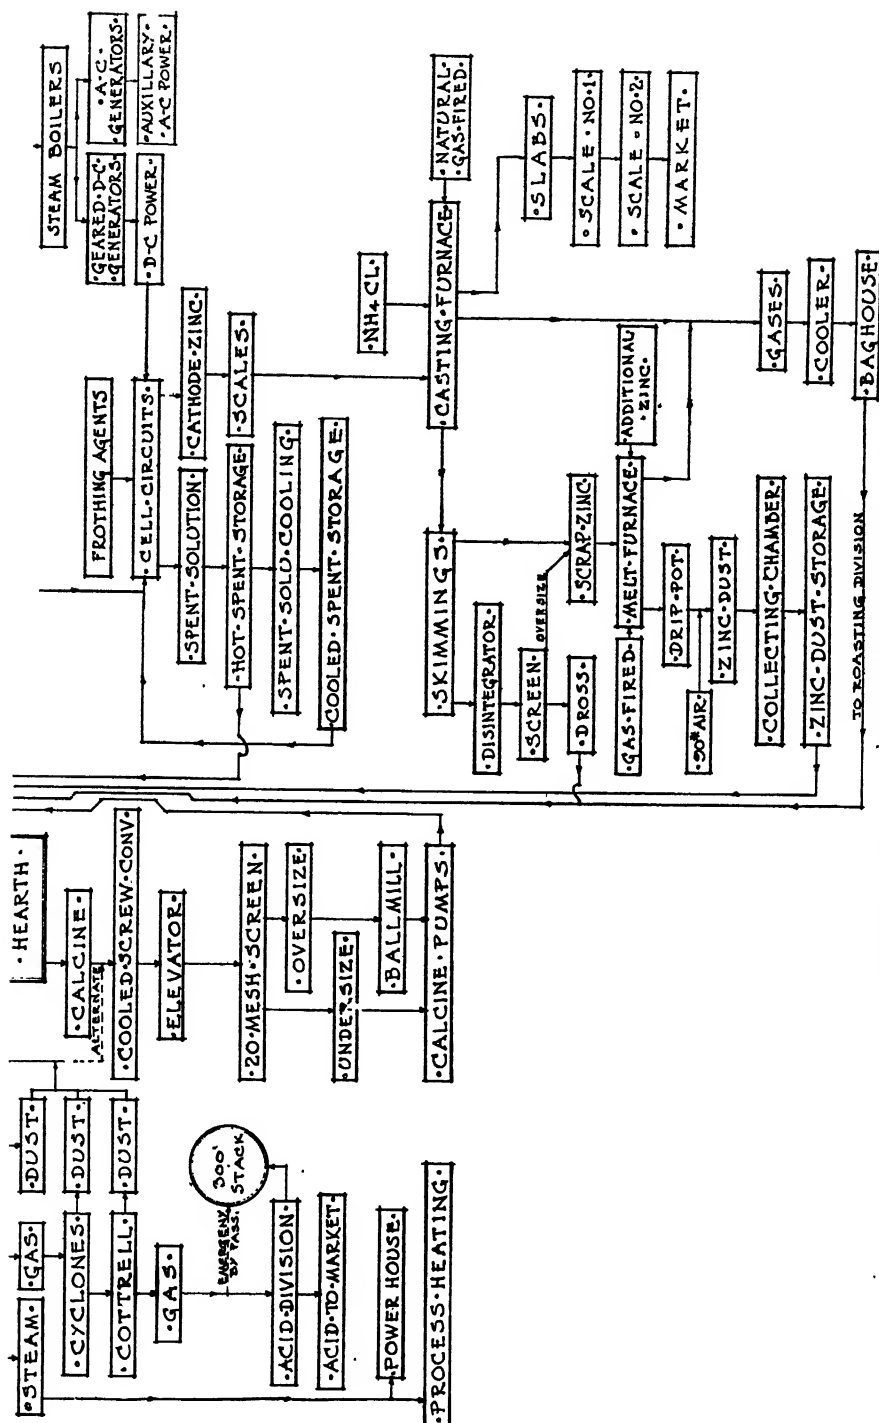 ·STEAM·
·GAS·
·DUST·
·CYCLONES·
·DUST·
·COTTRELL·
·DUST·
·GAS·
EMERGENY
BY PASS.
300'
STACK
·ACID·DIVISION·
·ACID·TO·MARKET·
·POWER HOUSE·
·PROCESS·HEATING·
·HEARTH·
·CALCINE·
ALTERNATE
·COOLED·SCREW·CONV·
·ELEVATOR·
·20·MESH·SCREEN·
·OVERSIZE·
·UNDERSIZE·
·BALLMILL·
·CALCINE·PUMPS·
STEAM BOILERS
·GEARED·D-C·
·GENERATORS·
·A-C·
·GENERATORS·
·D-C POWER·
·AUXILLARY·
·A-C POWER·
FROTHING AGENTS
·CELL·CIRCUITS·
·SPENT·SOLUTION·
·CATHODE·ZINC·
·HOT·SPENT·STORAGE·
·SCALES·
·SPENT·SOLU·COOLING·
·COOLED·SPENT·STORAGE·
·NH4CL·
·CASTING·FURNACE·
·NATURAL·
GAS·FIRED·
·SKIMMINGS·
·SLABS·
·SCALE·NO·1·
·SCALE·NO·2·
·MARKET·
·DISINTEGRATOR·
·SCREEN·
OVERSIZE
·SCRAP·ZINC·
·DROSS·
·GAS·FIRED·
·MELT·FURNACE·
·ADDITIONAL
·ZINC·
·DRIP·POT·
·90# AIR·
·ZINC·DUST·
·COLLECTING·CHAMBER·
·ZINC·DUST·STORAGE·
·GASES·
·COOLER·
·BAGHOUSE·
TO ROASTING DIVISION